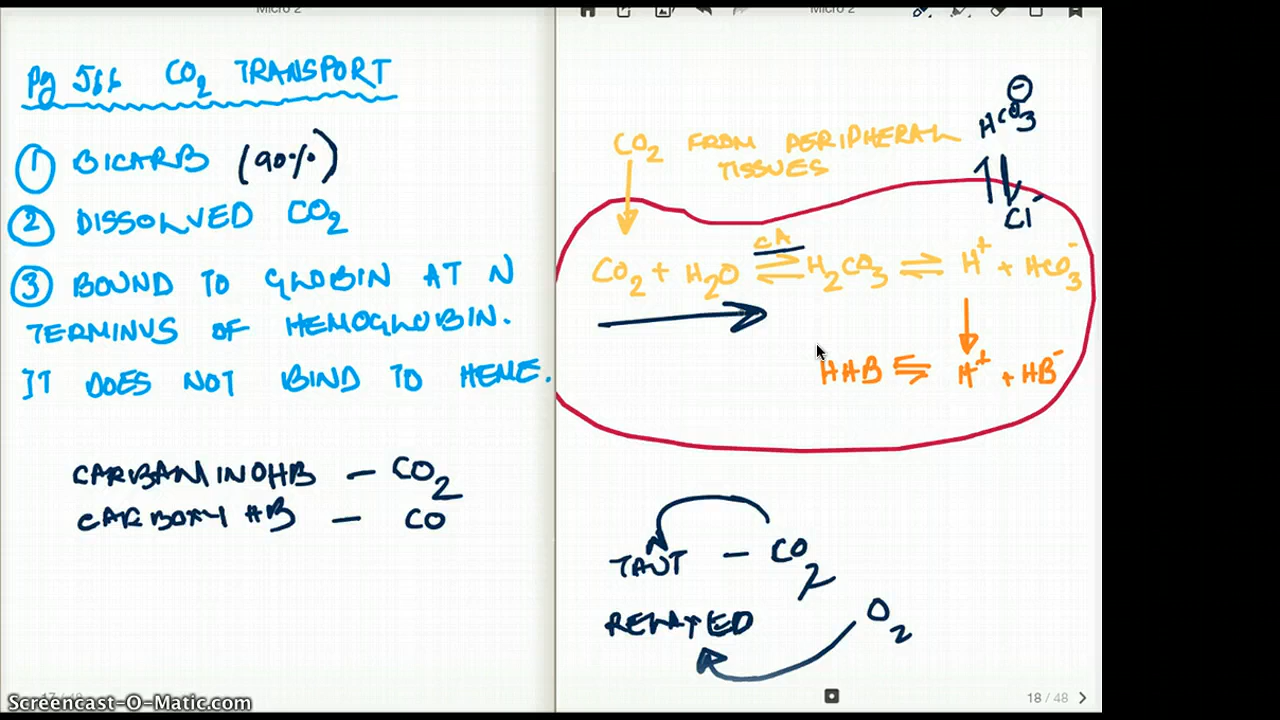 Micro 2
Micro 2
Pg 566 CO2 TRANSPORT
① BICARB (90%)
② DISSOLVED CO2
③ BOUND TO GLOBIN AT N
TERMINUS OF HEMOGLOBIN.
IT DOES NOT BIND TO HEME.
CARBAMINOHB - CO2
CARBOXY HB - CO
HCO3⊖
CO2 FROM PERIPHERAL
TISSUES
Cl-
CA
CO2 + H2O ⇌ H2CO3 ⇌ H+ + HCO3-
HHB ⇌ H+ + HB-
TAUT - CO2
RELAXED O2
18 / 48
Screencast-O-Matic.com